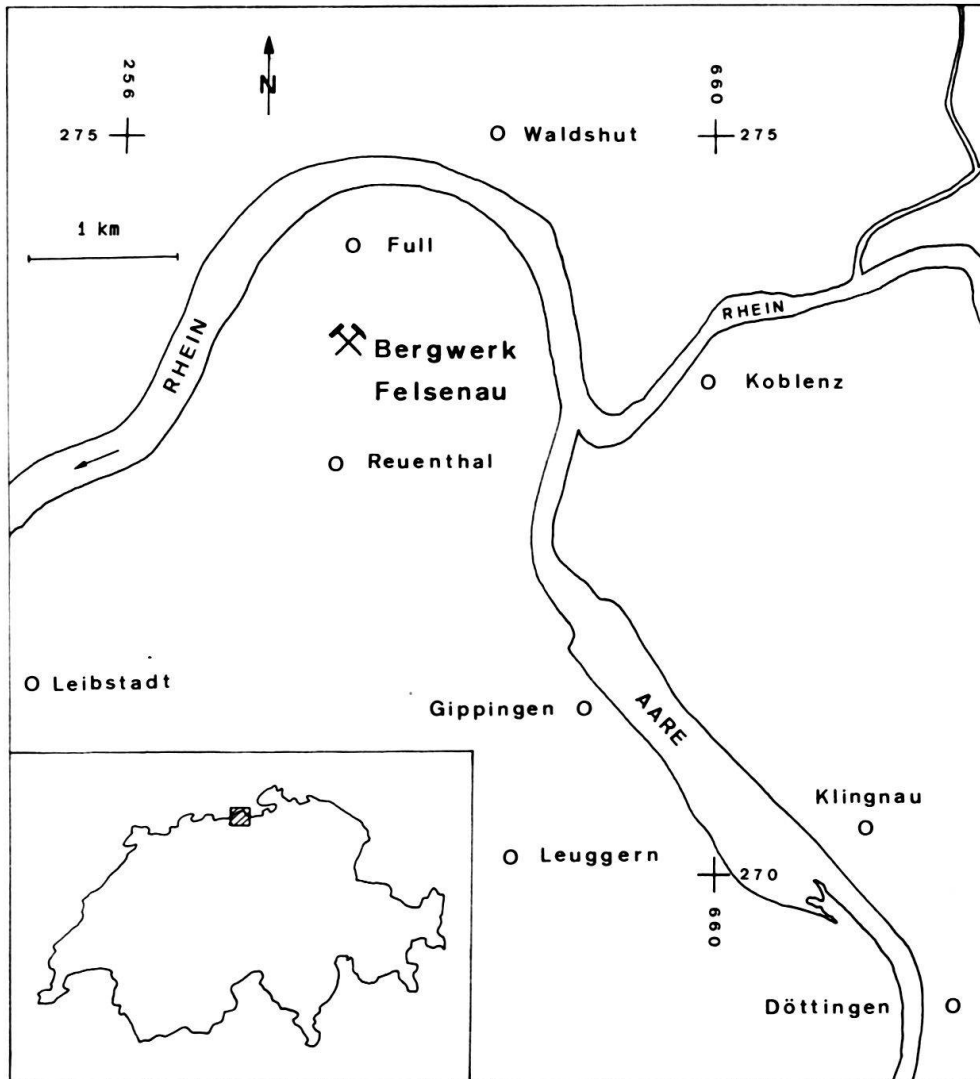 N
256
275
660
275
Waldshut
1 km
Full
RHEIN
RHEIN
Bergwerk
Felsenau
Koblenz
Reuenthal
Leibstadt
Gippingen
AARE
Klingnau
Leuggern
270
660
Döttingen